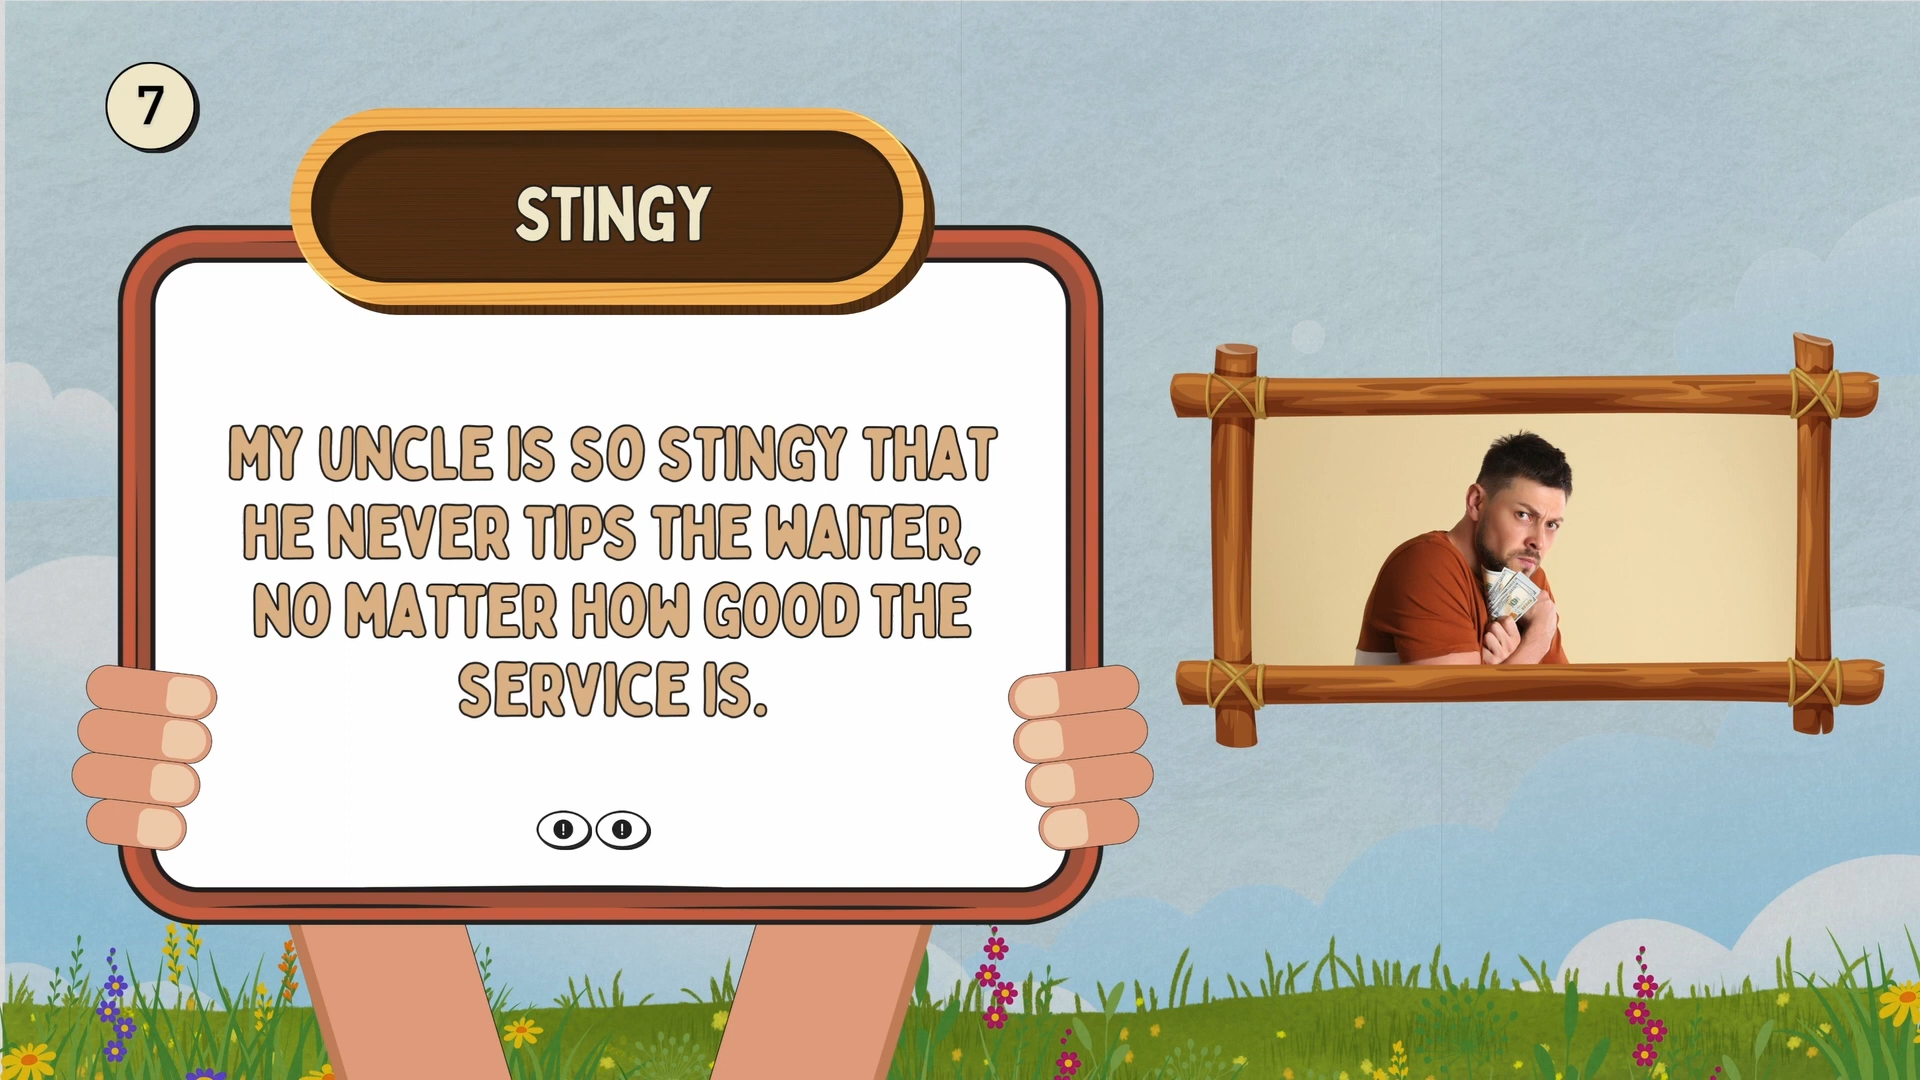 7
STINGY
MY UNCLE IS SO STINGY THAT
HE NEVER TIPS THE WAITER,
NO MATTER HOW GOOD THE
SERVICE IS.